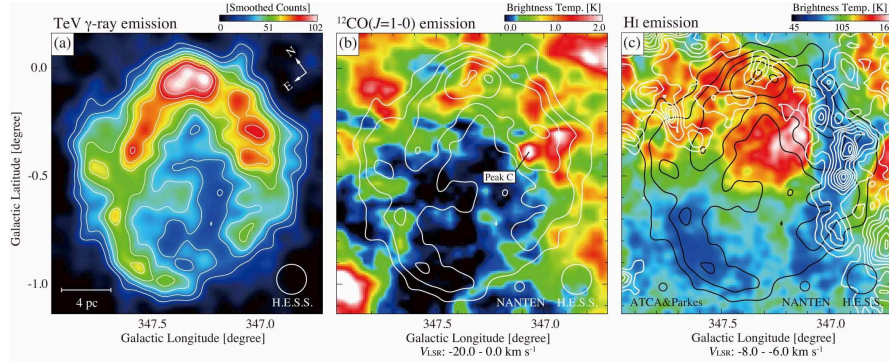 TeV γ-ray emission
[Smoothed Counts]
0 51 102
(a)
N
E
0.0
-0.5
-1.0
Galactic Latitude [degree]
4 pc
H.E.S.S.
347.5 347.0
Galactic Longitude [degree]
¹²CO(J=1-0) emission
Brightness Temp. [K]
0.0 1.0 2.0
(b)
Peak C
NANTEN
H.E.S.S.
347.5 347.0
Galactic Longitude [degree]
VLSR: -20.0 - 0.0 km s⁻¹
HI emission
Brightness Temp. [K]
45 105 16
(c)
ATCA&Parkes
NANTEN
H.E.S.S.
347.5 347.0
Galactic Longitude [degree]
VLSR: -8.0 - -6.0 km s⁻¹